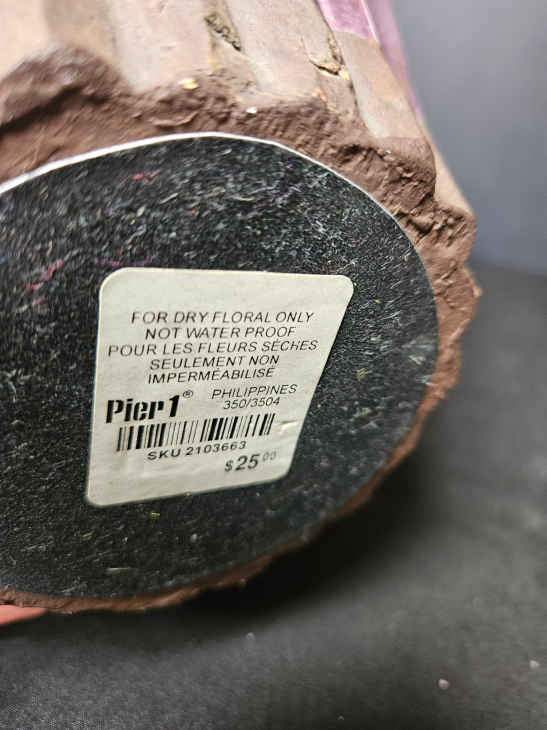 FOR DRY FLORAL ONLY
NOT WATER PROOF
POUR LES FLEURS SÉCHES
SEULEMENT NON
IMPERMÉABILISÉ
Pier 1® PHILIPPINES
350/3504
SKU 2103663
$25.00